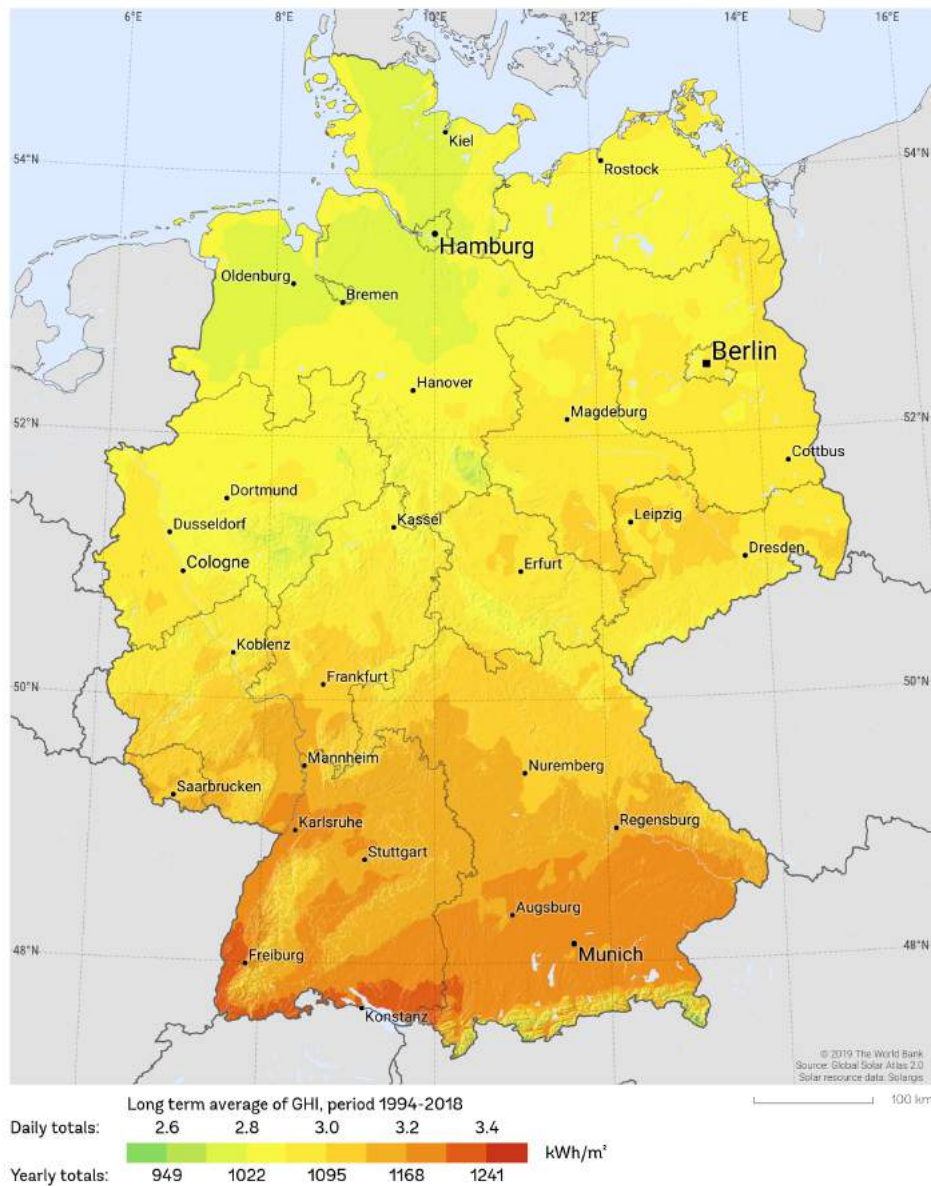 6°E 8°E 10°E 12°E 14°E 16°E
Kiel
54°N 54°N
Rostock
Hamburg
Oldenburg
Bremen
Berlin
Hanover
Magdeburg
52°N 52°N
Cottbus
Dortmund
Leipzig
Dusseldorf Kassel
Dresden
Cologne Erfurt
Koblenz
Frankfurt
50°N 50°N
Mannheim Nuremberg
Saarbrucken
Karlsruhe Regensburg
Stuttgart
Augsburg
48°N Freiburg Munich 48°N
Konstanz
© 2019 The World Bank
Source: Global Solar Atlas 2.0
Solar resource data: Solargis
100 km
Long term average of GHI, period 1994-2018
Daily totals: 2.6 2.8 3.0 3.2 3.4
kWh/m²
Yearly totals: 949 1022 1095 1168 1241